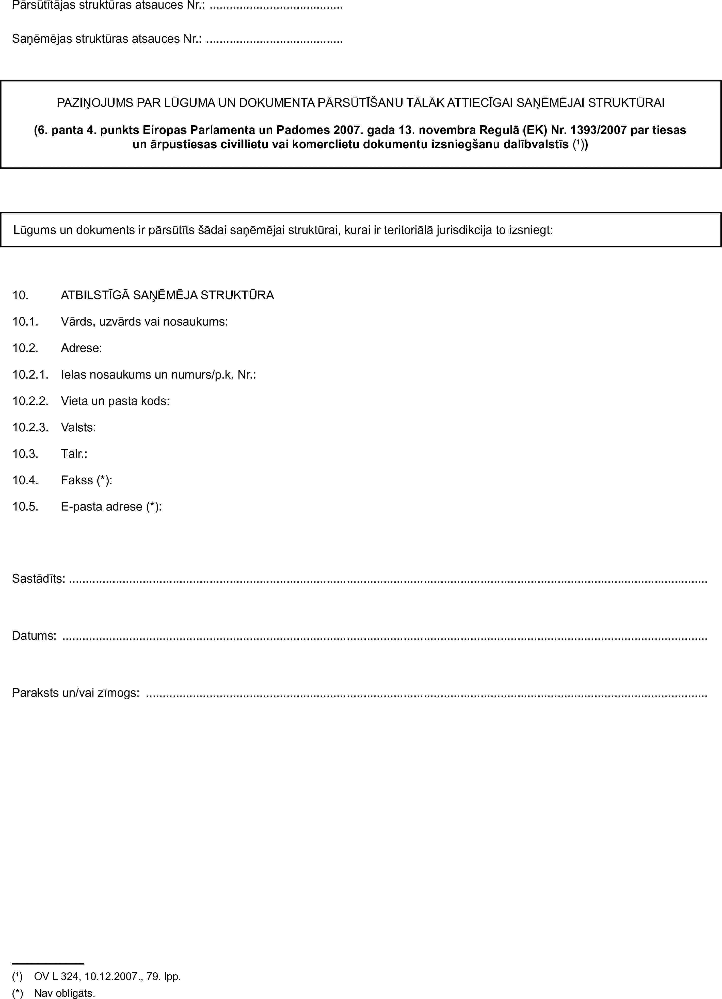 Pārsūtītājas struktūras atsauces Nr.: ........................................
Saņēmējas struktūras atsauces Nr.: .........................................
PAZIŅOJUMS PAR LŪGUMA UN DOKUMENTA PĀRSŪTĪŠANU TĀLĀK ATTIECĪGAI SAŅĒMĒJAI STRUKTŪRAI
(6. panta 4. punkts Eiropas Parlamenta un Padomes 2007. gada 13. novembra Regulā (EK) Nr. 1393/2007 par tiesas
un ārpustiesas civillietu vai komerclietu dokumentu izsniegšanu dalībvalstīs (¹))
Lūgums un dokuments ir pārsūtīts šādai saņēmējai struktūrai, kurai ir teritoriālā jurisdikcija to izsniegt:
10. ATBILSTĪGĀ SAŅĒMĒJA STRUKTŪRA
10.1. Vārds, uzvārds vai nosaukums:
10.2. Adrese:
10.2.1. Ielas nosaukums un numurs/p.k. Nr.:
10.2.2. Vieta un pasta kods:
10.2.3. Valsts:
10.3. Tālr.:
10.4. Fakss (*):
10.5. E-pasta adrese (*):
Sastādīts: ................................................................................
Datums: ................................................................................
Paraksts un/vai zīmogs: ................................................................................
(¹) OV L 324, 10.12.2007., 79. lpp.
(*) Nav obligāts.